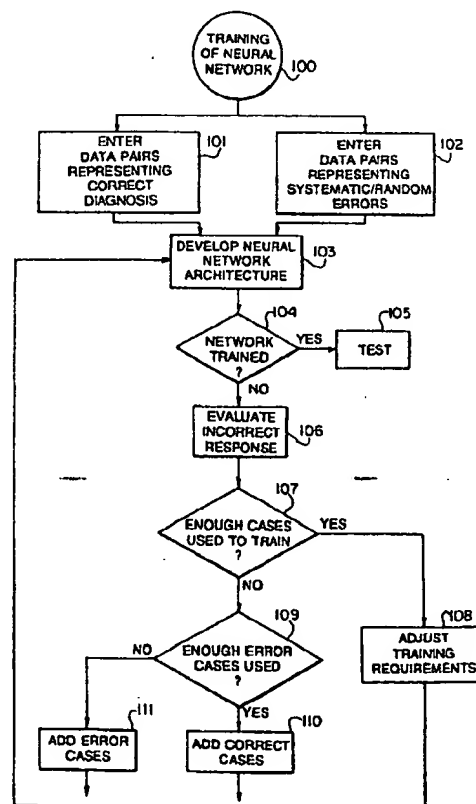 TRAINING
OF NEURAL
NETWORK
100
ENTER
DATA PAIRS
REPRESENTING
CORRECT
DIAGNOSIS
101
ENTER
DATA PAIRS
REPRESENTING
SYSTEMATIC/RANDOM
ERRORS
102
DEVELOP NEURAL
NETWORK
ARCHITECTURE
103
104
NETWORK
TRAINED
?
YES
105
TEST
NO
EVALUATE
INCORRECT
RESPONSE
106
107
ENOUGH CASES
USED TO TRAIN
?
YES
NO
108
ADJUST
TRAINING
REQUIREMENTS
109
NO
ENOUGH ERROR
CASES USED
?
YES
111
ADD ERROR
CASES
110
ADD CORRECT
CASES